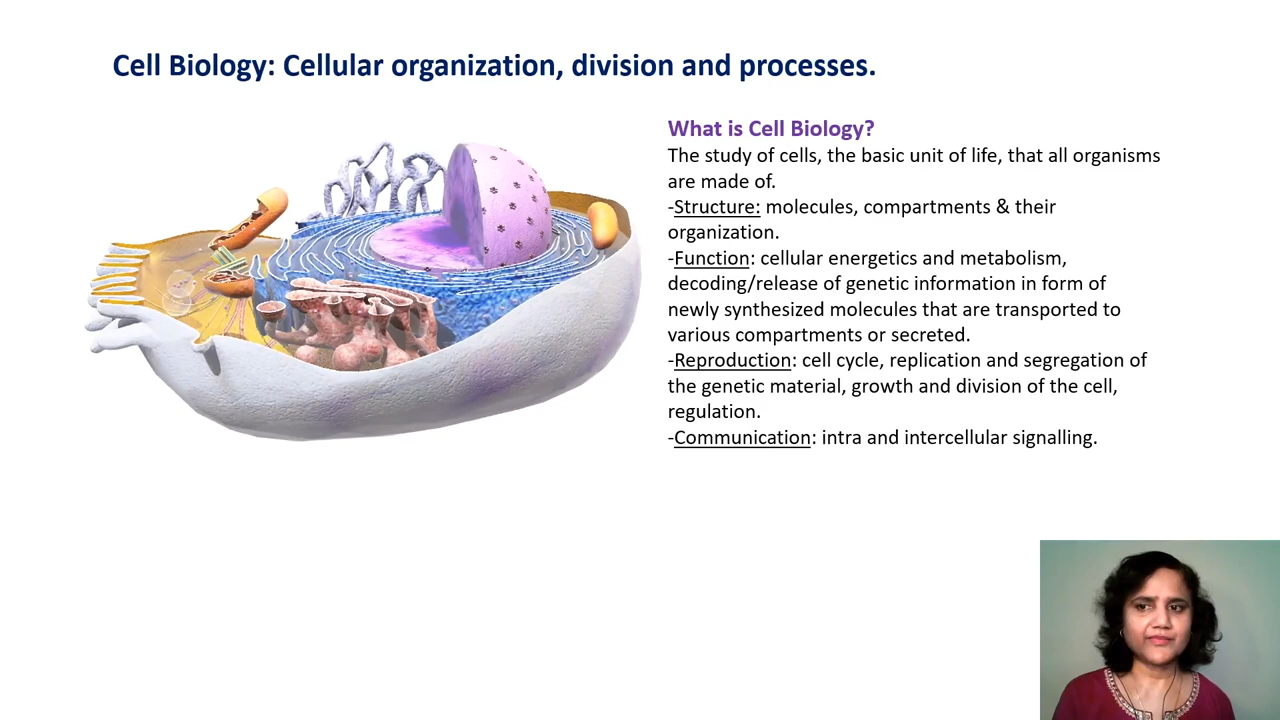 Cell Biology: Cellular organization, division and processes.
What is Cell Biology?
The study of cells, the basic unit of life, that all organisms
are made of.
-Structure: molecules, compartments & their
organization.
-Function: cellular energetics and metabolism,
decoding/release of genetic information in form of
newly synthesized molecules that are transported to
various compartments or secreted.
-Reproduction: cell cycle, replication and segregation of
the genetic material, growth and division of the cell,
regulation.
-Communication: intra and intercellular signalling.